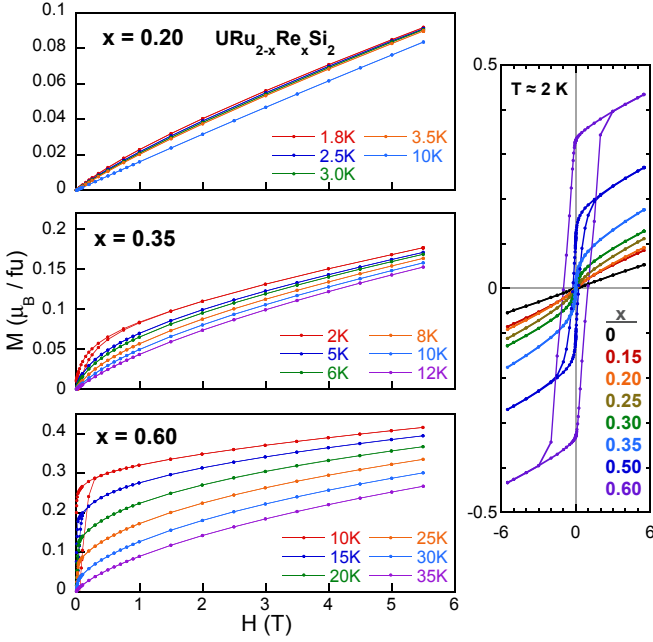 x = 0.20 URu2-xRexSi2
0.1
0.08
0.06
0.04
0.02
0
1.8K 3.5K
2.5K 10K
3.0K
x = 0.35
0.2
0.15
0.1
0.05
0
2K 8K
5K 10K
6K 12K
M (μB / fu)
x = 0.60
0.4
0.3
0.2
0.1
0
10K 25K
15K 30K
20K 35K
0 1 2 3 4 5 6
H (T)
T ≈ 2 K
0.5
0
-0.5
x
0
0.15
0.20
0.25
0.30
0.35
0.50
0.60
-6 0 6